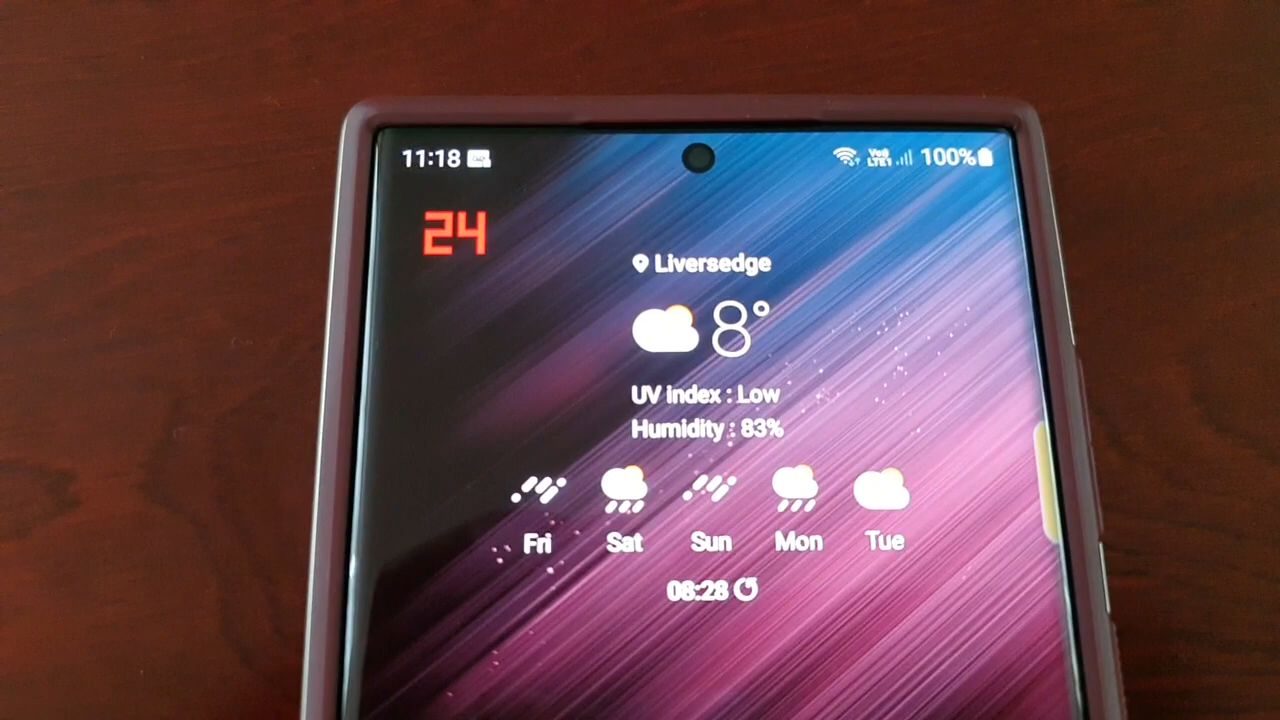 11:18
100%
24
Liversedge
8°
UV index : Low
Humidity : 83%
Fri Sat Sun Mon Tue
08:28